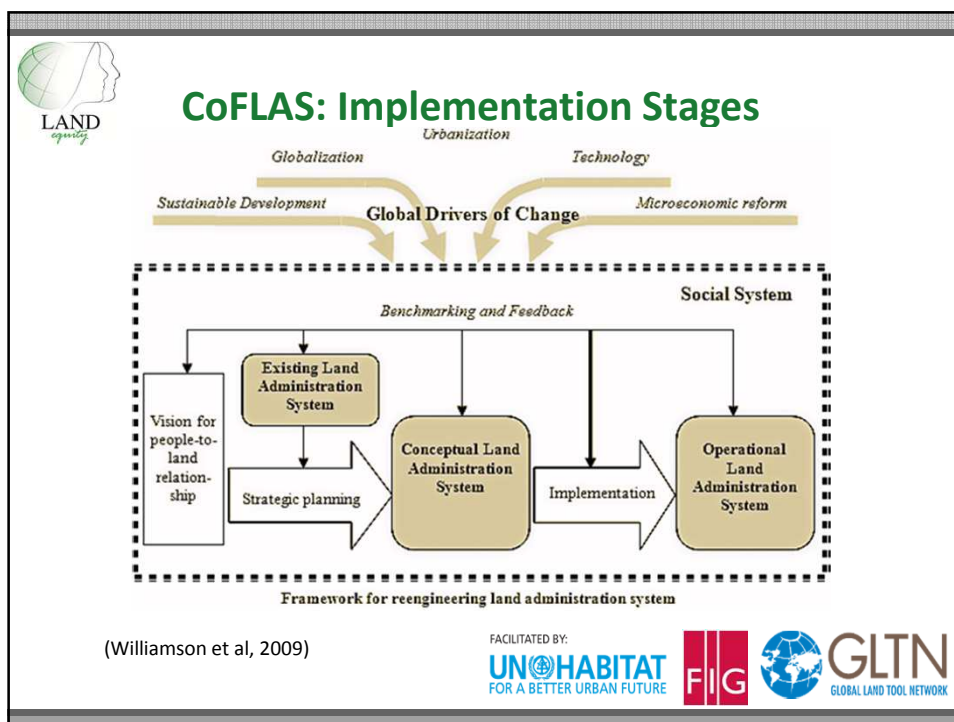 LAND
equity
CoFLAS: Implementation Stages
Urbanization
Globalization
Technology
Sustainable Development
Global Drivers of Change
Microeconomic reform
Social System
Benchmarking and Feedback
Existing Land
Administration
System
Vision for
people-to-
land
relation-
ship
Strategic planning
Conceptual Land
Administration
System
Implementation
Operational
Land
Administration
System
Framework for reengineering land administration system
(Williamson et al, 2009)
FACILITATED BY:
UN HABITAT
FOR A BETTER URBAN FUTURE
FIG
GLTN
GLOBAL LAND TOOL NETWORK